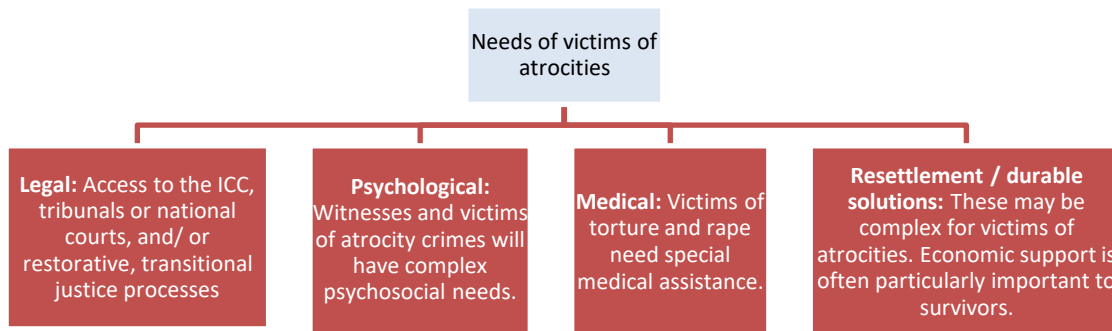 Needs of victims of
atrocities
Legal: Access to the ICC,
tribunals or national
courts, and/ or
restorative, transitional
justice processes
Psychological:
Witnesses and victims
of atrocity crimes will
have complex
psychosocial needs.
Medical: Victims of
torture and rape
need special
medical assistance.
Resettlement / durable
solutions: These may be
complex for victims of
atrocities. Economic support is
often particularly important to
survivors.